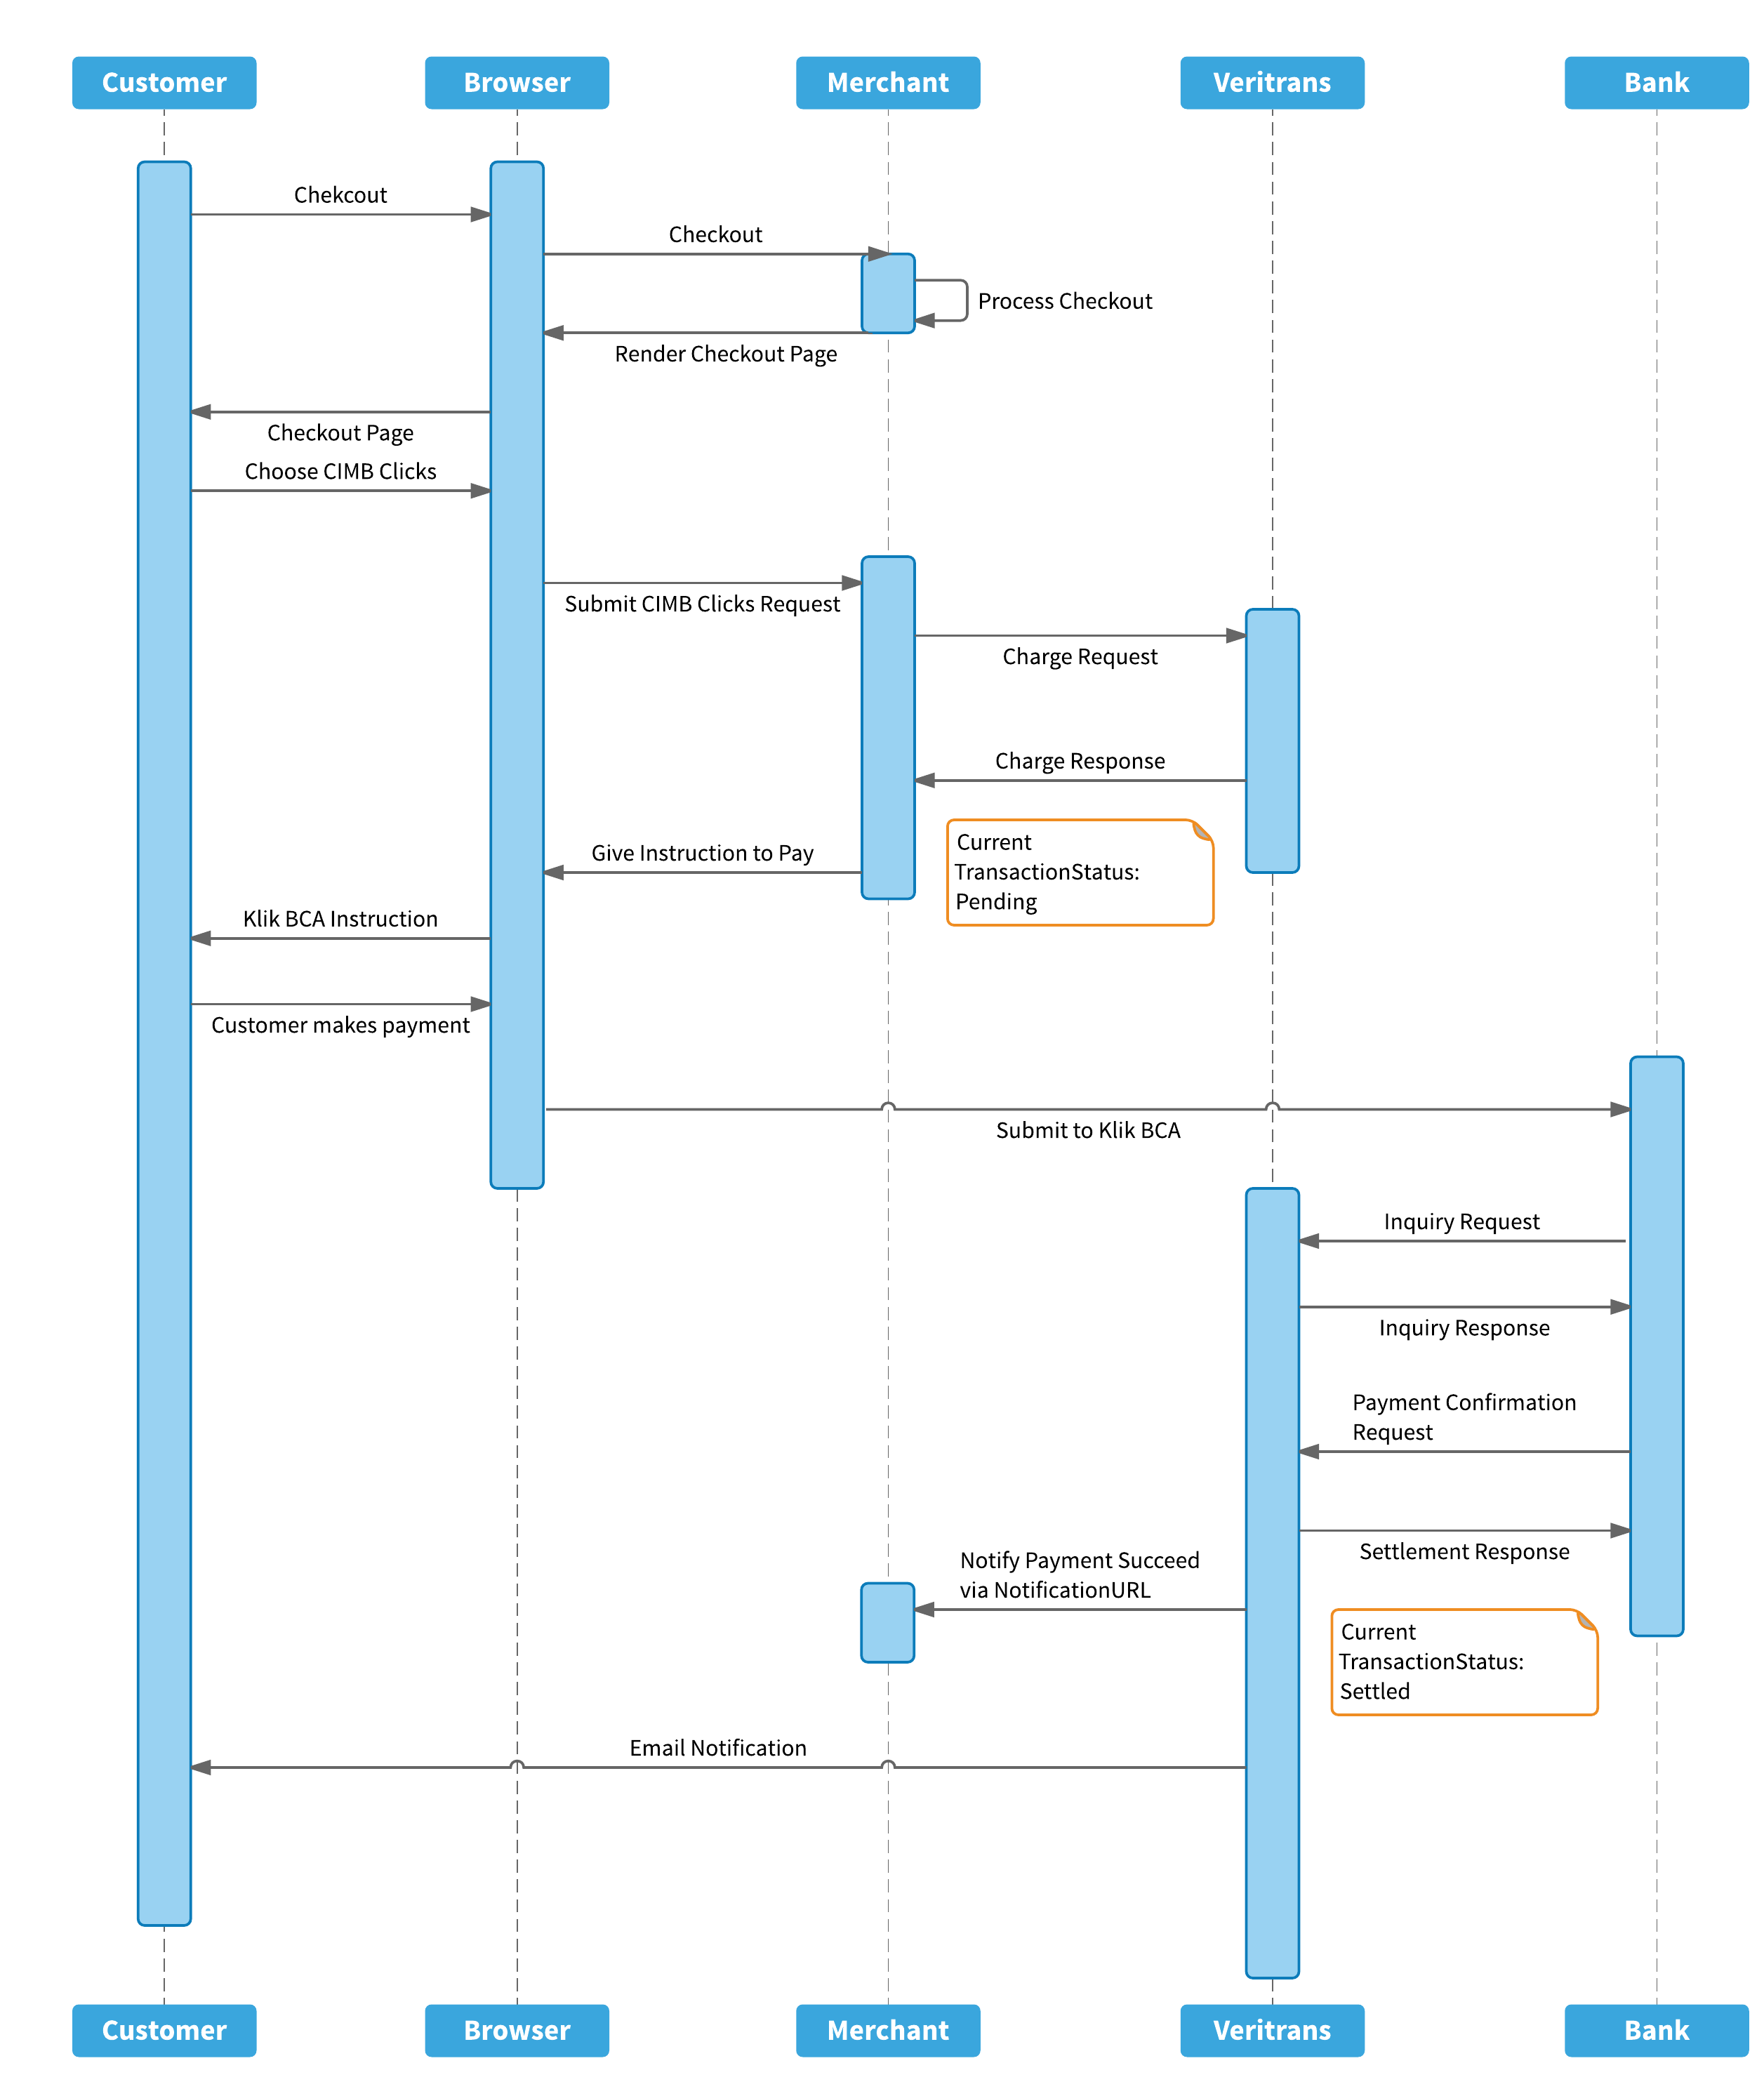 Customer
Browser
Merchant
Veritrans
Bank
Chekcout
Checkout
Process Checkout
Render Checkout Page
Checkout Page
Choose CIMB Clicks
Submit CIMB Clicks Request
Charge Request
Charge Response
Current
TransactionStatus:
Pending
Give Instruction to Pay
Klik BCA Instruction
Customer makes payment
Submit to Klik BCA
Inquiry Request
Inquiry Response
Payment Confirmation
Request
Settlement Response
Notify Payment Succeed
via NotificationURL
Current
TransactionStatus:
Settled
Email Notification
Customer
Browser
Merchant
Veritrans
Bank